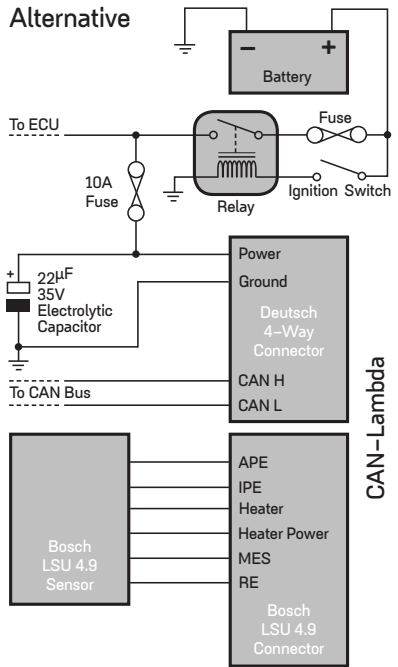 Alternative
– +
Battery
To ECU
Fuse
10A
Fuse
Ignition Switch
Relay
+
22µF
35V
Electrolytic
Capacitor
Power
Ground
Deutsch
4-Way
Connector
CAN H
To CAN Bus
CAN L
CAN-Lambda
APE
IPE
Heater
Heater Power
MES
RE
Bosch
LSU 4.9
Sensor
Bosch
LSU 4.9
Connector